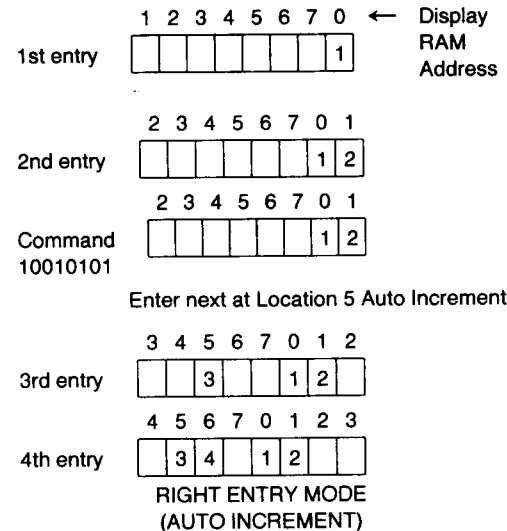 1 2 3 4 5 6 7 0 ← Display
RAM
Address
1st entry 1
2 3 4 5 6 7 0 1
2nd entry 1 2
2 3 4 5 6 7 0 1
Command 1 2
10010101
Enter next at Location 5 Auto Increment
3 4 5 6 7 0 1 2
3rd entry 3 1 2
4 5 6 7 0 1 2 3
4th entry 3 4 1 2
RIGHT ENTRY MODE
(AUTO INCREMENT)